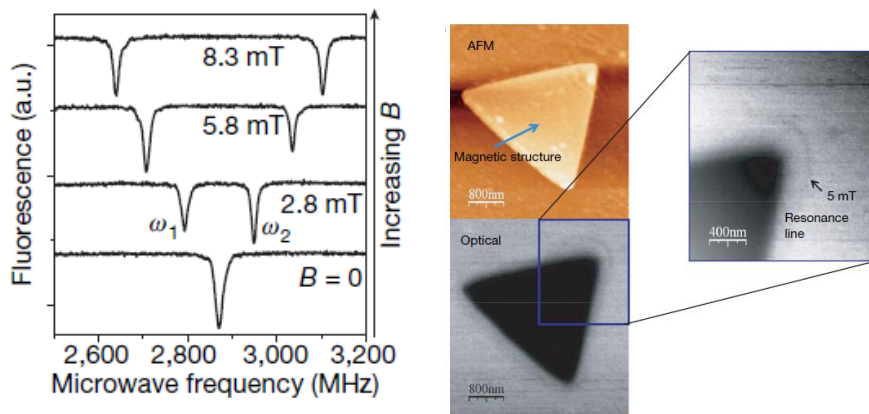 Fluorescence (a.u.)
8.3 mT
5.8 mT
2.8 mT
ω1
ω2
B = 0
Increasing B
2,600
2,800
3,000
3,200
Microwave frequency (MHz)
AFM
Magnetic structure
800nm
Optical
800nm
5 mT
Resonance
line
400nm